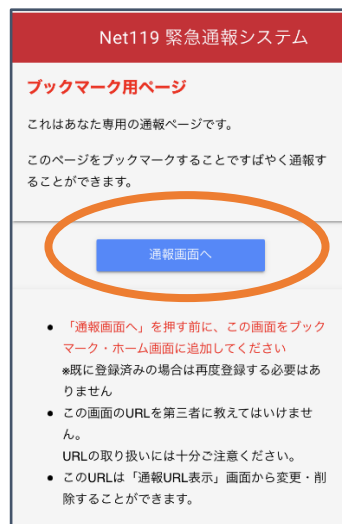 Net119 緊急通報システム
ブックマーク用ページ
これはあなた専用の通報ページです。
このページをブックマークすることですばやく通報す
ることができます。
通報画面へ
• 「通報画面へ」を押す前に、この画面をブック
マーク・ホーム画面に追加してください
※既に登録済みの場合は再度登録する必要はあ
りません
• この画面のURLを第三者に教えてはいけませ
ん。
URLの取り扱いには十分ご注意ください。
• このURLは「通報URL表示」画面から変更・削
除することができます。